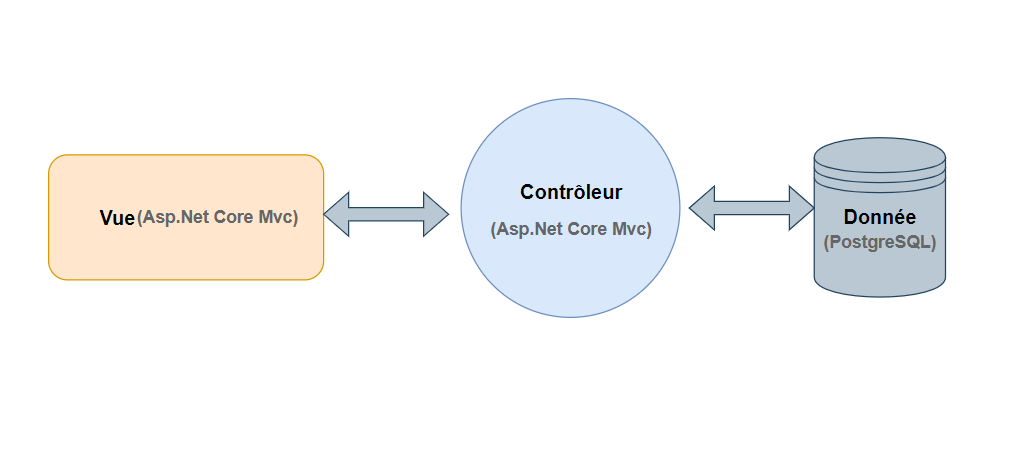 Vue(Asp.Net Core Mvc)
Contrôleur
(Asp.Net Core Mvc)
Donnée
(PostgreSQL)